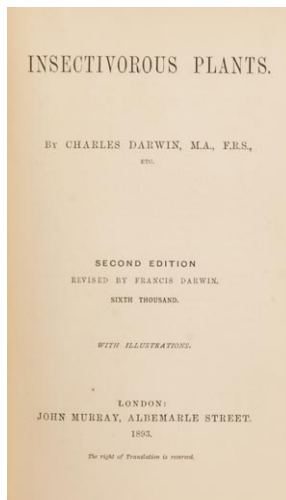 INSECTIVOROUS PLANTS.
BY CHARLES DARWIN, M.A., F.R.S.,
ETC.
SECOND EDITION
REVISED BY FRANCIS DARWIN.
SIXTH THOUSAND.
WITH ILLUSTRATIONS.
LONDON:
JOHN MURRAY, ALBEMARLE STREET.
1893.
The right of Translation is reserved.